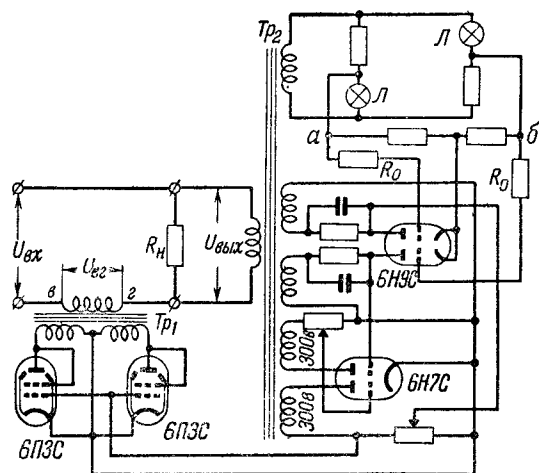 Тр₂
Л
Л
а
б
R₀
R₀
6Н9С
Uвх
Rн
Uвых
Uвг
в
г
Тр₁
300в
300в
6Н7С
6П3С
6П3С